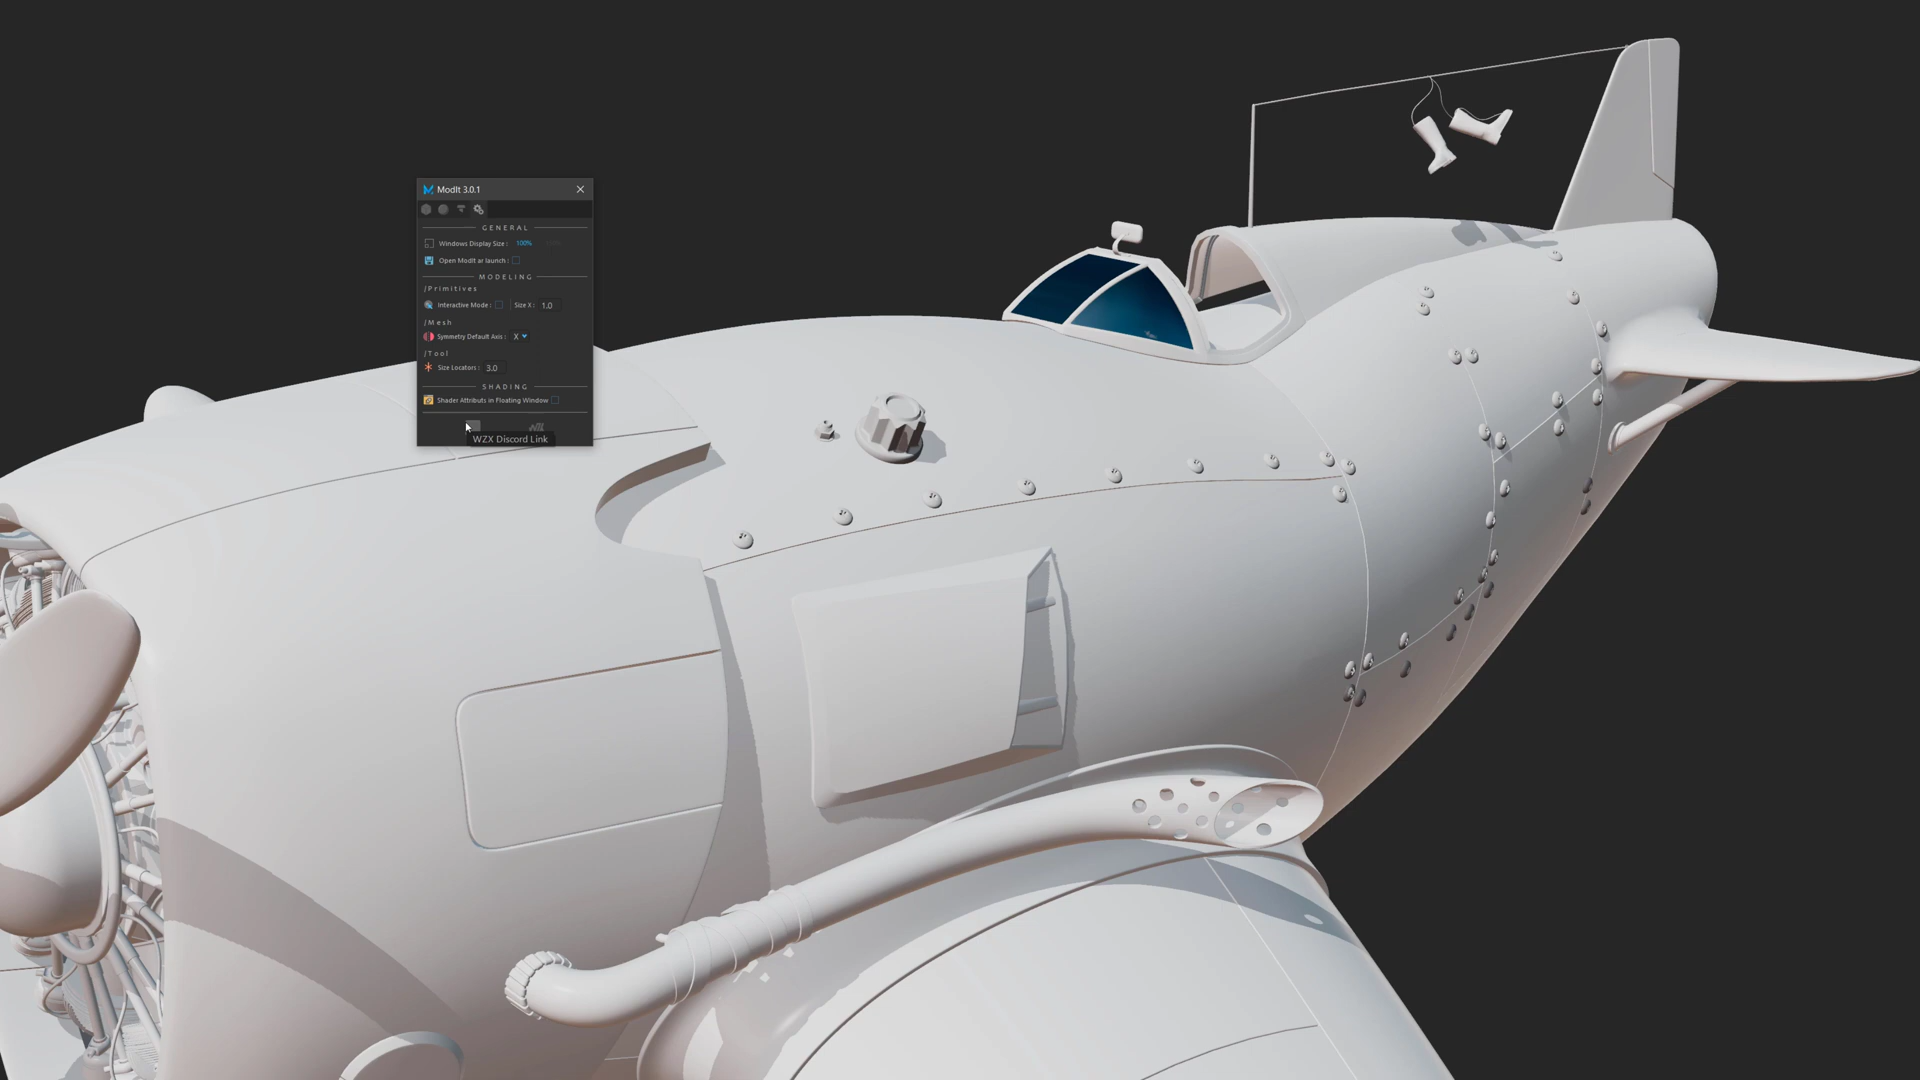 ModIt 3.0.1
GENERAL
Windows Display Size : 100%
Open ModIt ar launch :
MODELING
/Primitives
Interactive Mode : Size X : 1.0
/Mesh
Symmetry Default Axis : X
/Tool
Size Locators : 3.0
SHADING
Shader Attributs in Floating Window
WZX Discord Link